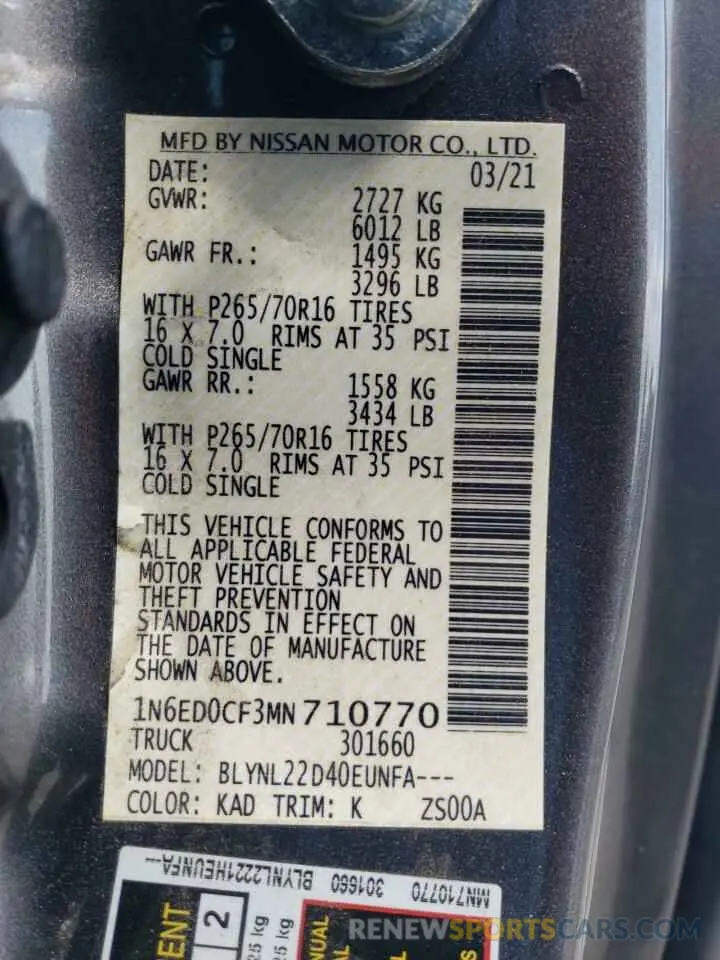 MFD BY NISSAN MOTOR CO., LTD.
DATE: 03/21
GVWR: 2727 KG
6012 LB
GAWR FR.: 1495 KG
3296 LB
WITH P265/70R16 TIRES
16 X 7.0 RIMS AT 35 PSI
COLD SINGLE
GAWR RR.: 1558 KG
3434 LB
WITH P265/70R16 TIRES
16 X 7.0 RIMS AT 35 PSI
COLD SINGLE
THIS VEHICLE CONFORMS TO
ALL APPLICABLE FEDERAL
MOTOR VEHICLE SAFETY AND
THEFT PREVENTION
STANDARDS IN EFFECT ON
THE DATE OF MANUFACTURE
SHOWN ABOVE.
1N6ED0CF3MN710770
TRUCK 301660
MODEL: BLYNL22D40EUNFA---
COLOR: KAD TRIM: K ZS00A
MN710770 301660 BLYNL2221HEUNFA---
2
RENEWSPORTSCARS.COM